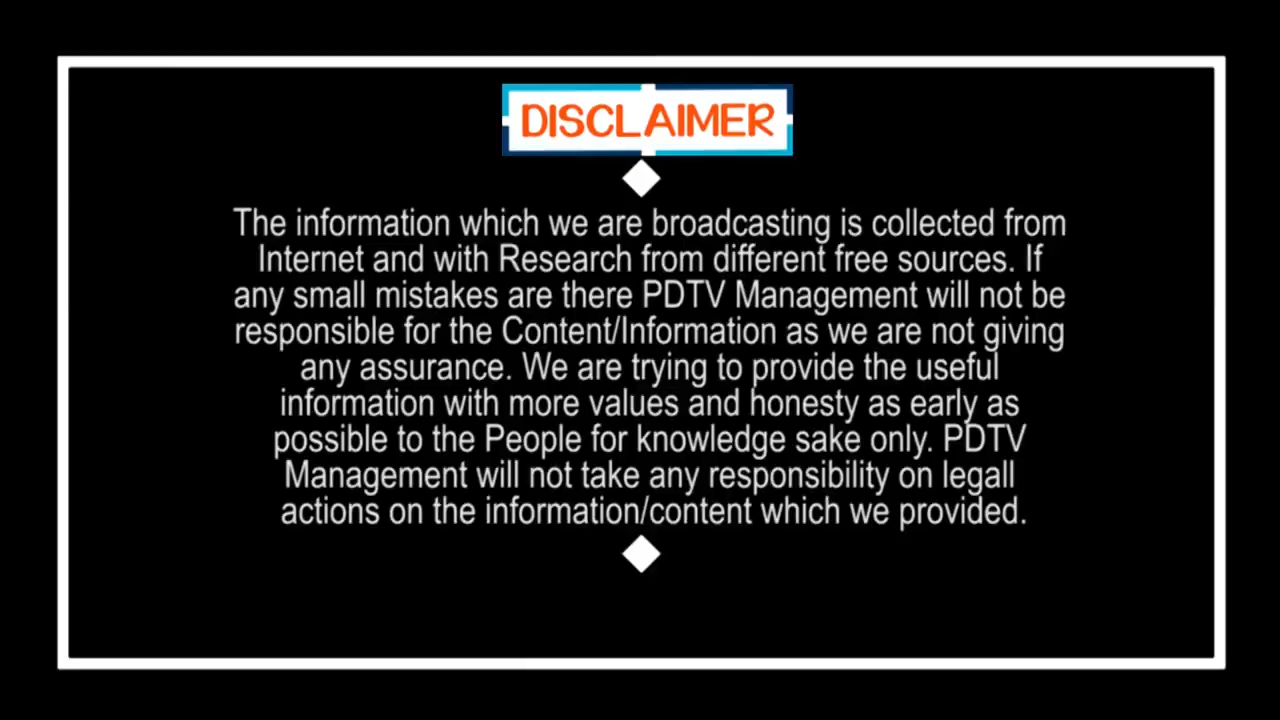 DISCLAIMER
The information which we are broadcasting is collected from
Internet and with Research from different free sources. If
any small mistakes are there PDTV Management will not be
responsible for the Content/Information as we are not giving
any assurance. We are trying to provide the useful
information with more values and honesty as early as
possible to the People for knowledge sake only. PDTV
Management will not take any responsibility on legall
actions on the information/content which we provided.